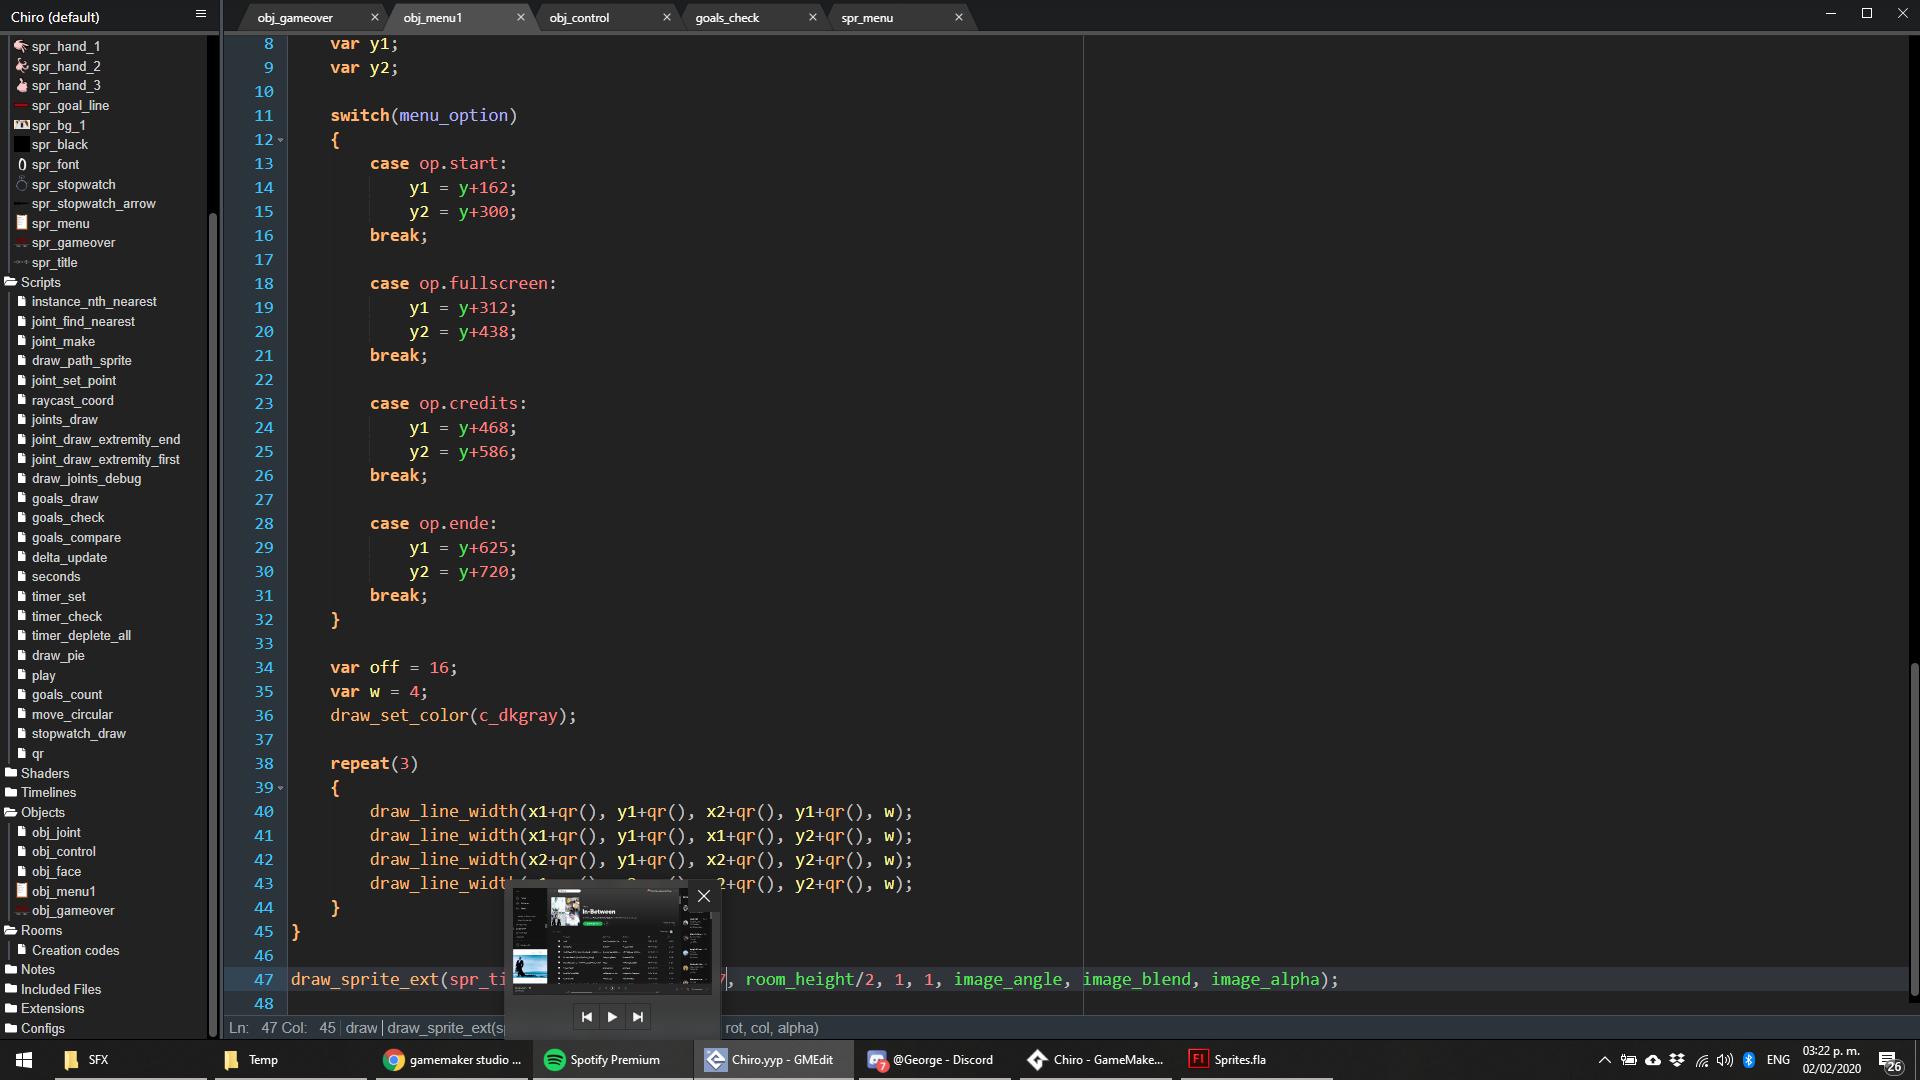 Chiro (default)
obj_gameover
obj_menu1
obj_control
goals_check
spr_menu
spr_hand_1
spr_hand_2
spr_hand_3
spr_goal_line
spr_bg_1
spr_black
spr_font
spr_stopwatch
spr_stopwatch_arrow
spr_menu
spr_gameover
spr_title
Scripts
instance_nth_nearest
joint_find_nearest
joint_make
draw_path_sprite
joint_set_point
raycast_coord
joints_draw
joint_draw_extremity_end
joint_draw_extremity_first
draw_joints_debug
goals_draw
goals_check
goals_compare
delta_update
seconds
timer_set
timer_check
timer_deplete_all
draw_pie
play
goals_count
move_circular
stopwatch_draw
qr
Shaders
Timelines
Objects
obj_joint
obj_control
obj_face
obj_menu1
obj_gameover
Rooms
Creation codes
Notes
Included Files
Extensions
Configs
8 var y1;
9 var y2;
10
11 switch(menu_option)
12 {
13 case op.start:
14 y1 = y+162;
15 y2 = y+300;
16 break;
17
18 case op.fullscreen:
19 y1 = y+312;
20 y2 = y+438;
21 break;
22
23 case op.credits:
24 y1 = y+468;
25 y2 = y+586;
26 break;
27
28 case op.ende:
29 y1 = y+625;
30 y2 = y+720;
31 break;
32 }
33
34 var off = 16;
35 var w = 4;
36 draw_set_color(c_dkgray);
37
38 repeat(3)
39 {
40 draw_line_width(x1+qr(), y1+qr(), x2+qr(), y1+qr(), w);
41 draw_line_width(x1+qr(), y1+qr(), x1+qr(), y2+qr(), w);
42 draw_line_width(x2+qr(), y1+qr(), x2+qr(), y2+qr(), w);
43 draw_line_widt 2+qr(), y2+qr(), w);
44 }
45 }
46
47 draw_sprite_ext(spr_ti , room_height/2, 1, 1, image_angle, image_blend, image_alpha);
48
In-Between
Ln: 47 Col: 45 draw draw_sprite_ext(s rot, col, alpha)
SFX
Temp
gamemaker studio ...
Spotify Premium
Chiro.yyp - GMEdit
7
@George - Discord
Chiro - GameMake...
Fl
Sprites.fla
ENG
03:22 p. m.
02/02/2020
26